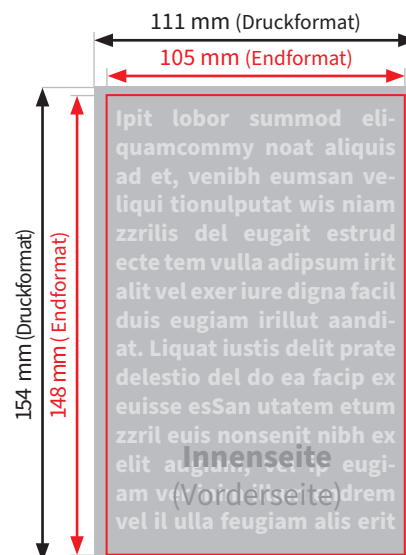 111 mm (Druckformat)
105 mm (Endformat)
154 mm (Druckformat)
148 mm ( Endformat)
Ipit lobor summod eli-
quamcommy noat aliquis
ad et, venibh eumsan ve-
liqui tionulputat wis niam
zzrilis del eugait estrud
ecte tem vulla adipsum irit
alit vel exer iure digna facil
duis eugiam irillut aandi-
at. Liquat iustis delit prate
delestio del do ea facip ex
euisse esSan utatem etum
zzril euis nonsenit nibh ex
elit eugi-
Innenseite
am drem
(Vorderseite)
vel il ulla feugiam alis erit